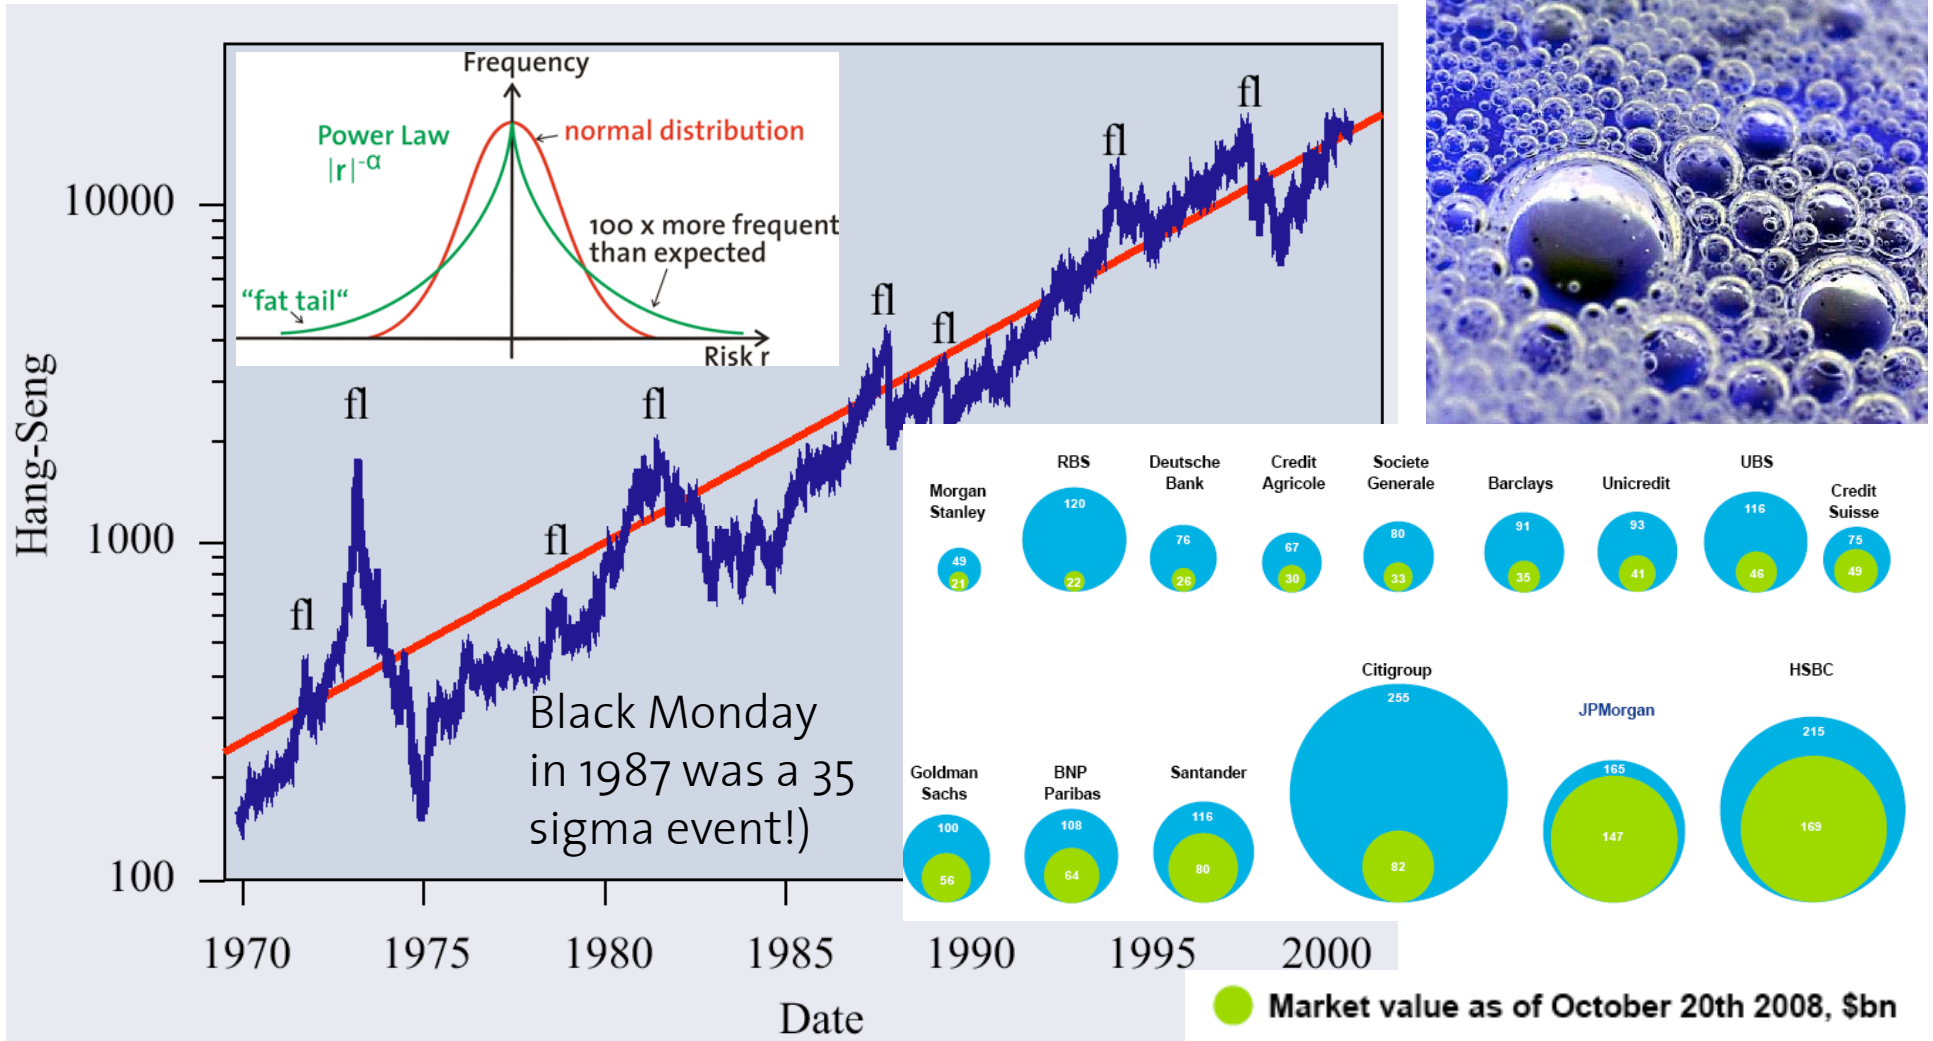 Frequency
Power Law
|r|^-α
normal distribution
100 x more frequent
than expected
"fat tail"
Risk r
Hang-Seng
10000
1000
100
fl
fl
fl
fl
fl
fl
fl
fl
Black Monday
in 1987 was a 35
sigma event!)
1970
1975
1980
1985
1990
1995
2000
Date
Morgan
Stanley
49
21
RBS
120
22
Deutsche
Bank
76
26
Credit
Agricole
67
30
Societe
Generale
80
33
Barclays
91
35
Unicredit
93
41
UBS
116
46
Credit
Suisse
75
49
Goldman
Sachs
100
56
BNP
Paribas
108
64
Santander
116
80
Citigroup
255
82
JPMorgan
165
147
HSBC
215
169
Market value as of October 20th 2008, $bn